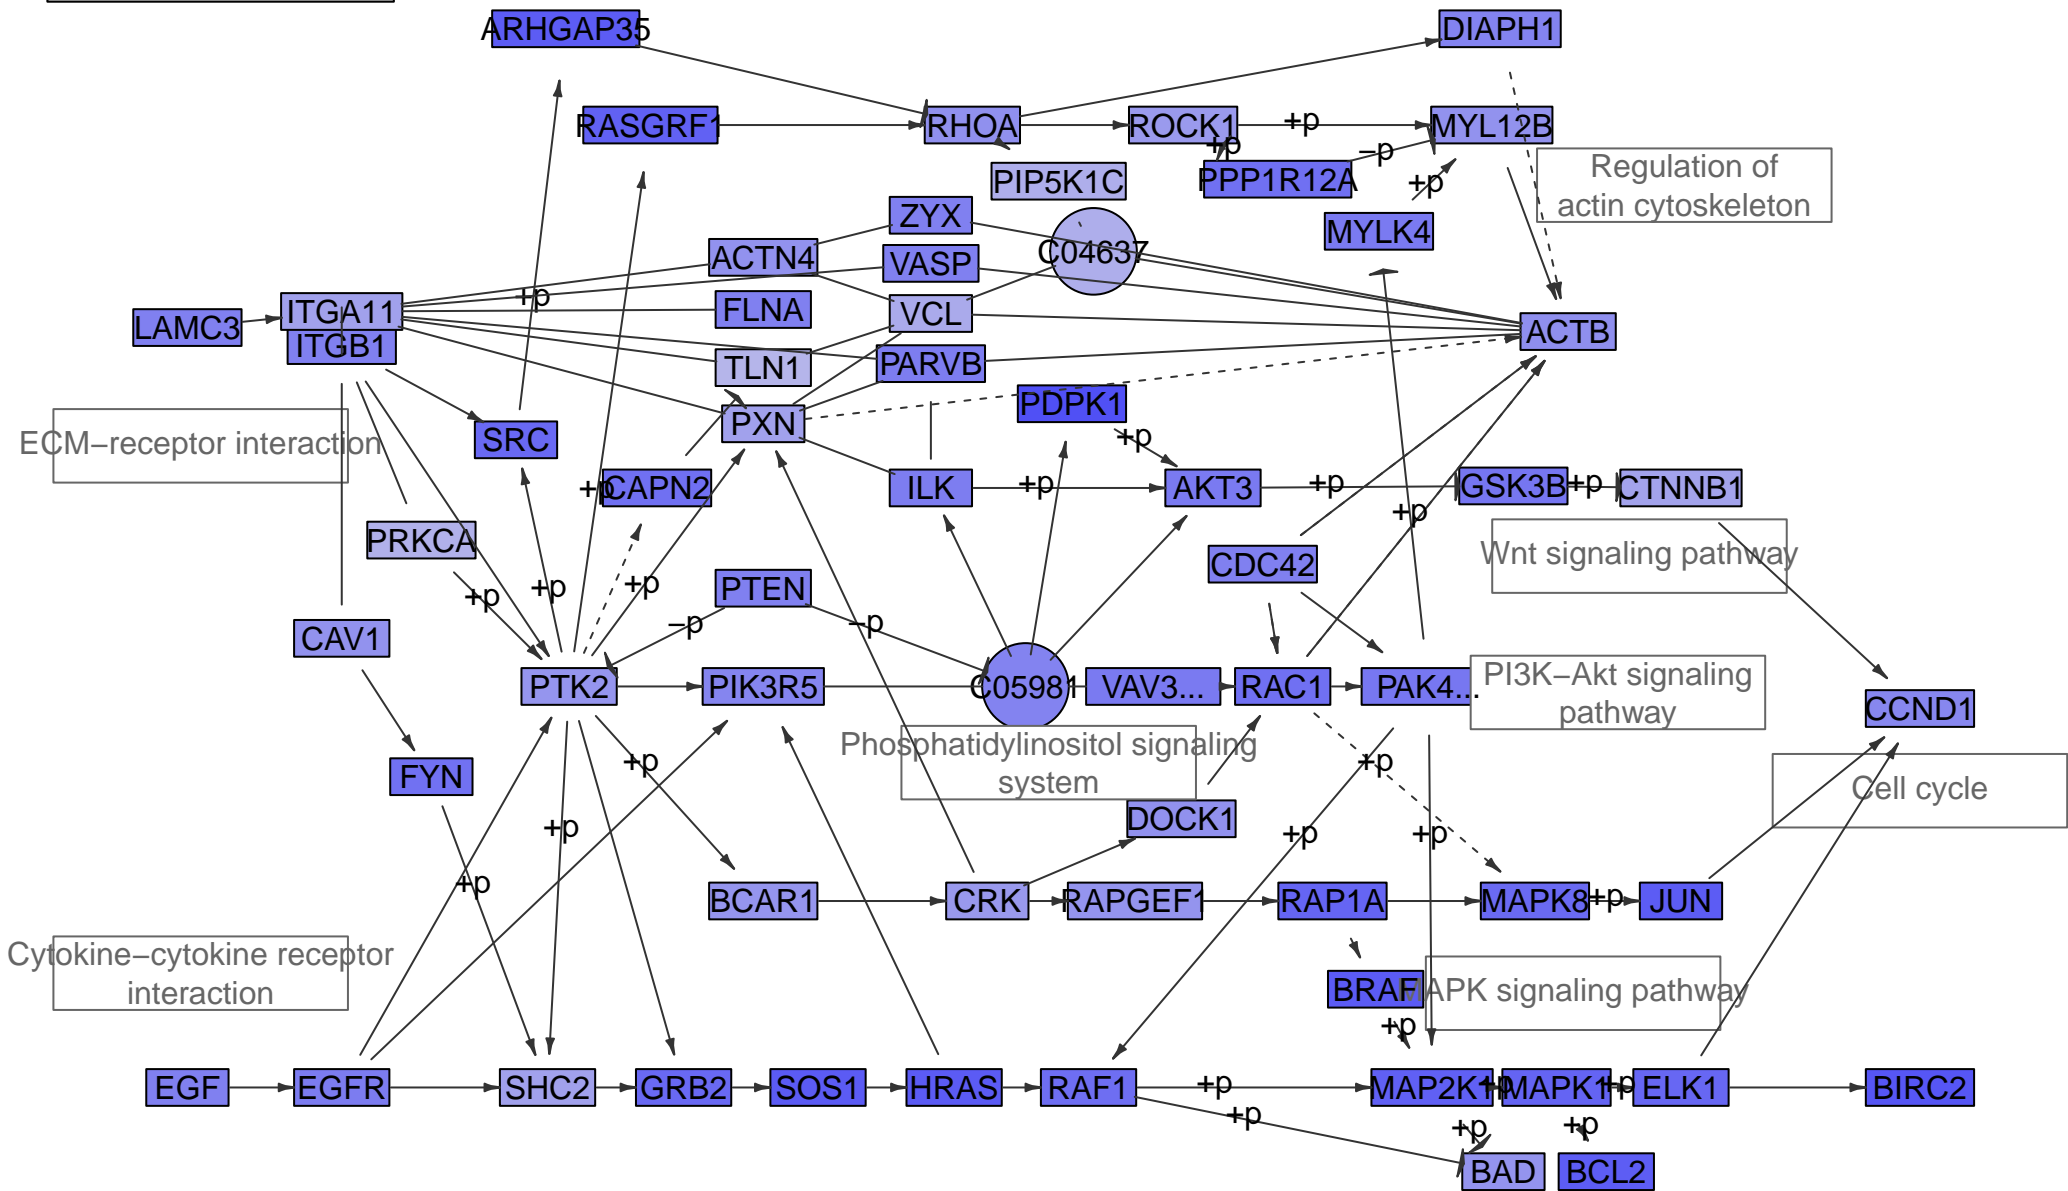 ARHGAP35
DIAPH1
RASGRF1
RHOA
ROCK1
+p
MYL12B
+p
−p
PIP5K1C
PPP1R12A
+p
Regulation of
actin cytoskeleton
ZYX
MYLK4
ACTN4
VASP
C04637
+p
ITGA11
FLNA
VCL
LAMC3
ITGB1
ACTB
TLN1
PARVB
PDPK1
PXN
ECM−receptor interaction
SRC
+p
+p
CAPN2
ILK
+p
AKT3
+p
GSK3B
+p
CTNNB1
+p
PRKCA
Wnt signaling pathway
CDC42
+p
+p
+p
PTEN
−p
−p
CAV1
PTK2
PIK3R5
C05981
VAV3...
RAC1
PAK4...
PI3K−Akt signaling
pathway
CCND1
Phosphatidylinositol signaling
system
+p
+p
FYN
Cell cycle
+p
DOCK1
+p
+p
+p
BCAR1
CRK
RAPGEF1
RAP1A
MAPK8
+p
JUN
Cytokine−cytokine receptor
interaction
BRAF
MAPK signaling pathway
+p
EGF
EGFR
SHC2
GRB2
SOS1
HRAS
RAF1
+p
MAP2K1
+p
MAPK1
+p
ELK1
BIRC2
+p
+p
+p
BAD
BCL2